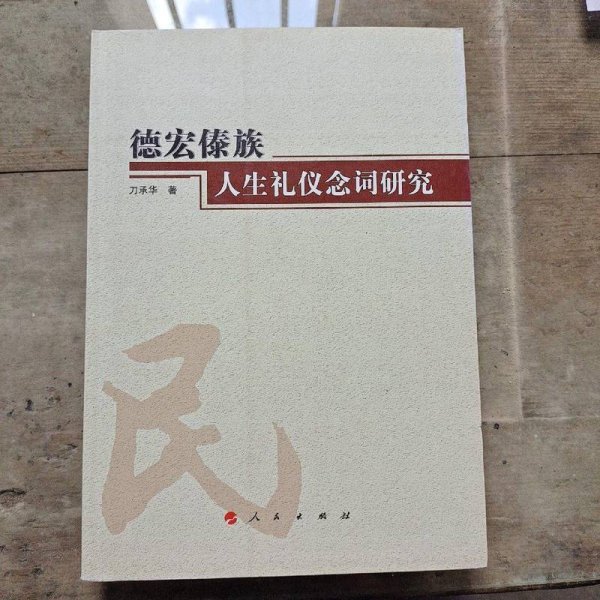 德宏傣族
人生礼仪念词研究
刀承华 著
民
人民出版社